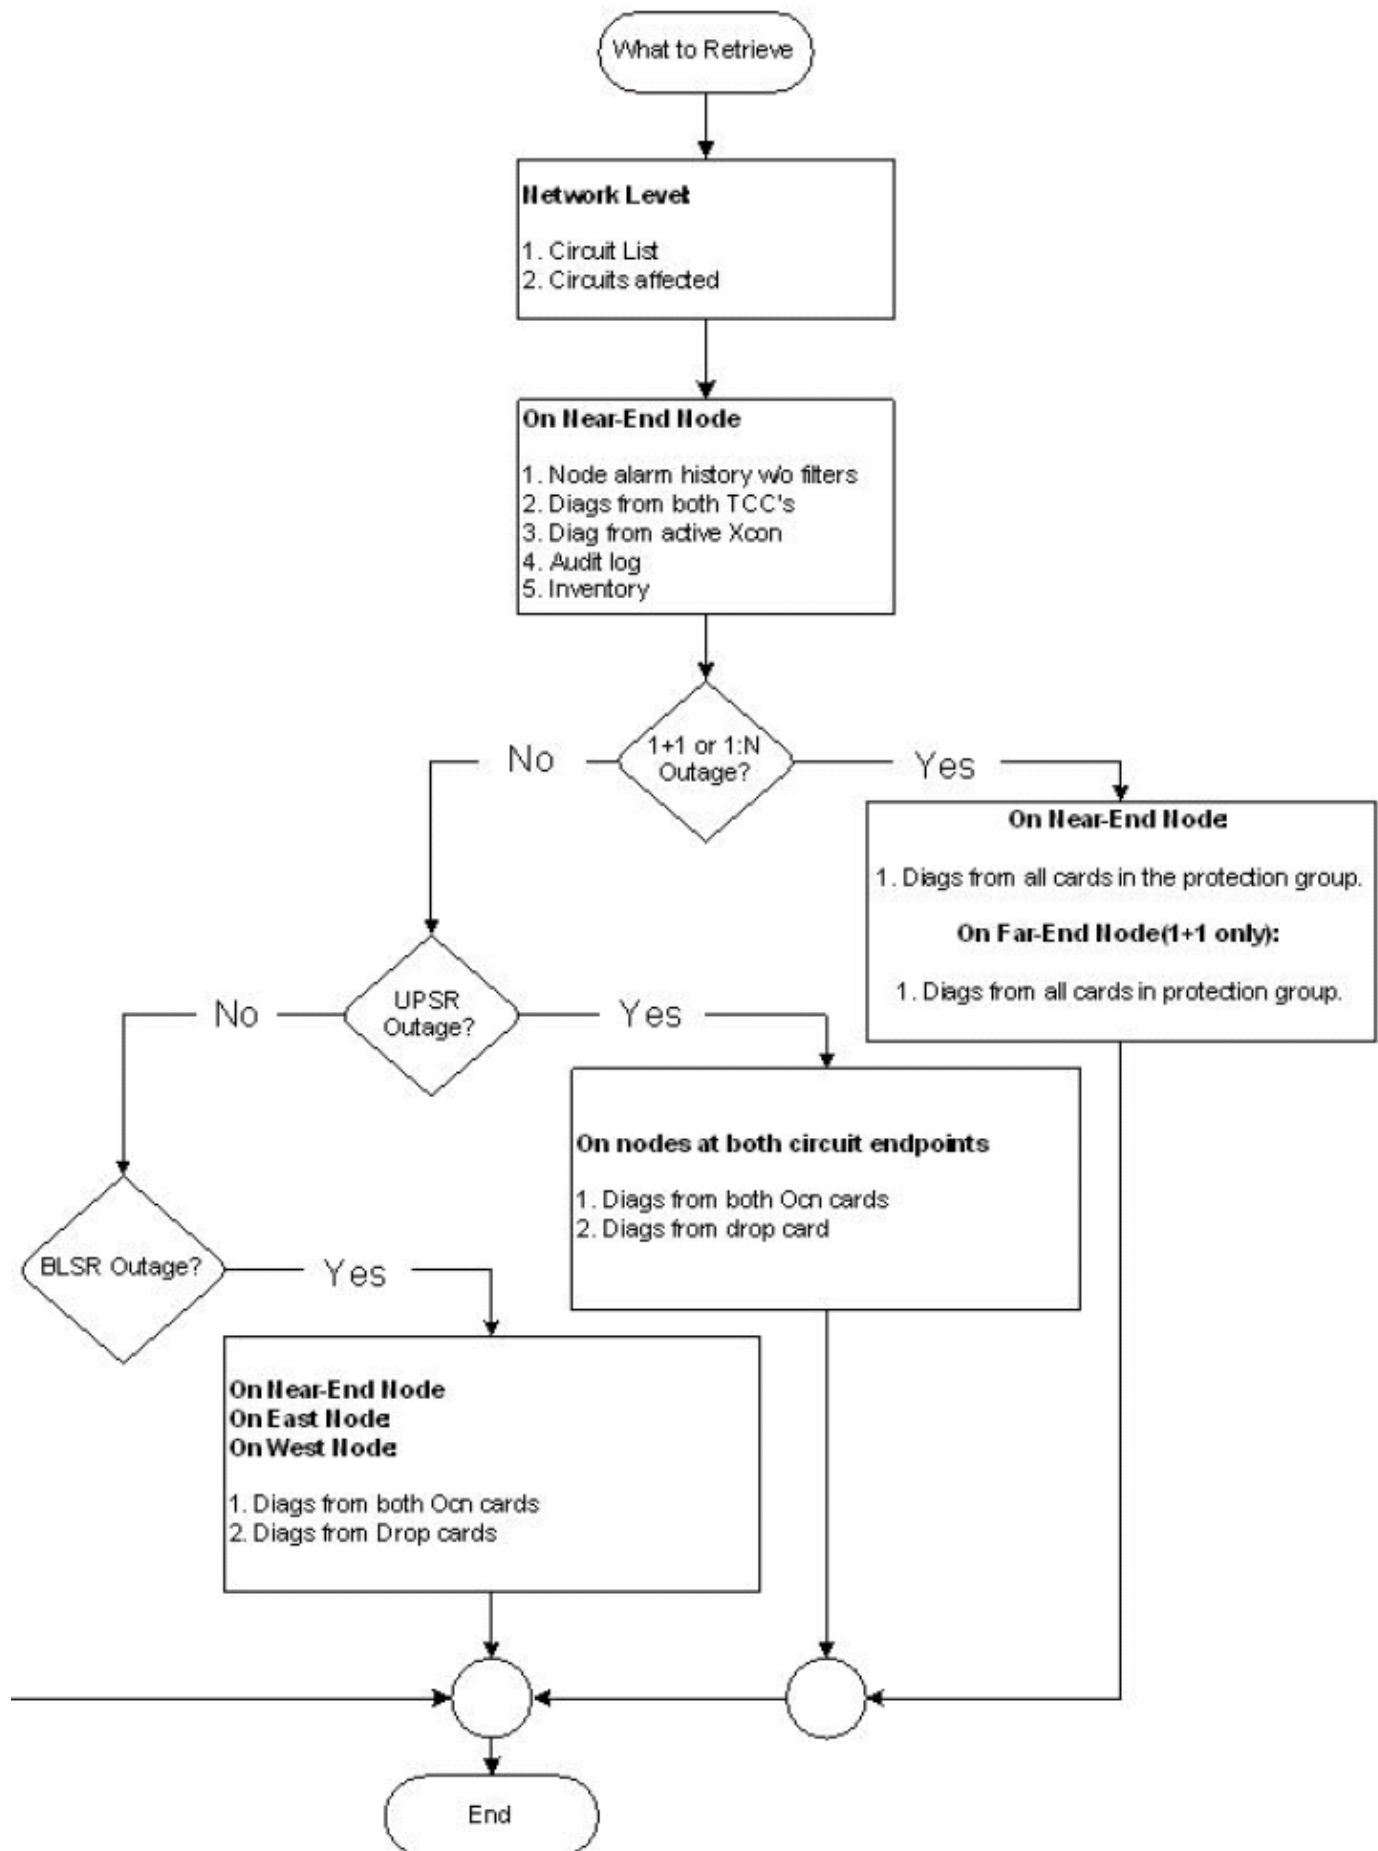 What to Retrieve
Network Level:
1. Circuit List
2. Circuits affected
On Near-End Node
1. Node alarm history w/o filters
2. Diags from both TCC's
3. Diag from active Xcon
4. Audit log
5. Inventory
1+1 or 1:N
Outage?
No
Yes
On Near-End Node:
1. Diags from all cards in the protection group.
On Far-End Node(1+1 only):
1. Diags from all cards in protection group.
UPSR
Outage?
No
Yes
On nodes at both circuit endpoints
1. Diags from both Ocn cards
2. Diags from drop card
BLSR Outage?
Yes
On Near-End Node
On East Node:
On West Node:
1. Diags from both Ocn cards
2. Diags from Drop cards
End